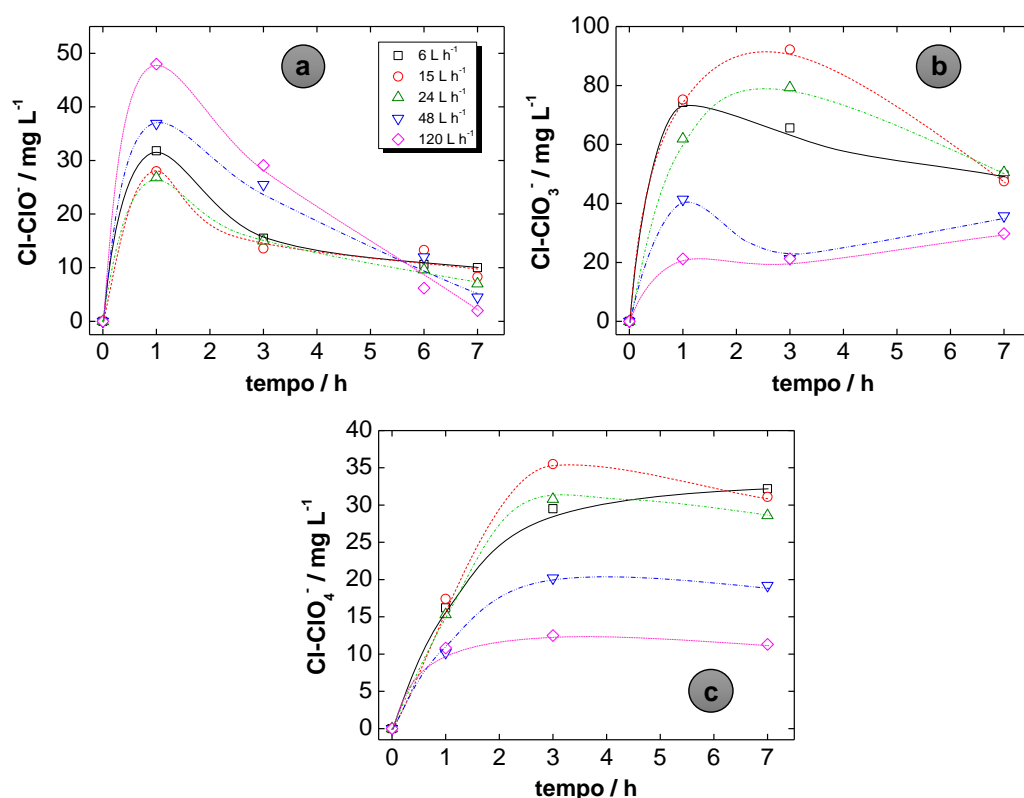 Cl-ClO⁻ / mg L⁻¹
50
40
30
20
10
0
0 1 2 3 4 5 6 7
tempo / h
a
6 L h⁻¹
15 L h⁻¹
24 L h⁻¹
48 L h⁻¹
120 L h⁻¹
Cl-ClO₃⁻ / mg L⁻¹
100
80
60
40
20
0
0 1 2 3 4 5 6 7
tempo / h
b
Cl-ClO₄⁻ / mg L⁻¹
40
35
30
25
20
15
10
5
0
0 1 2 3 4 5 6 7
tempo / h
c